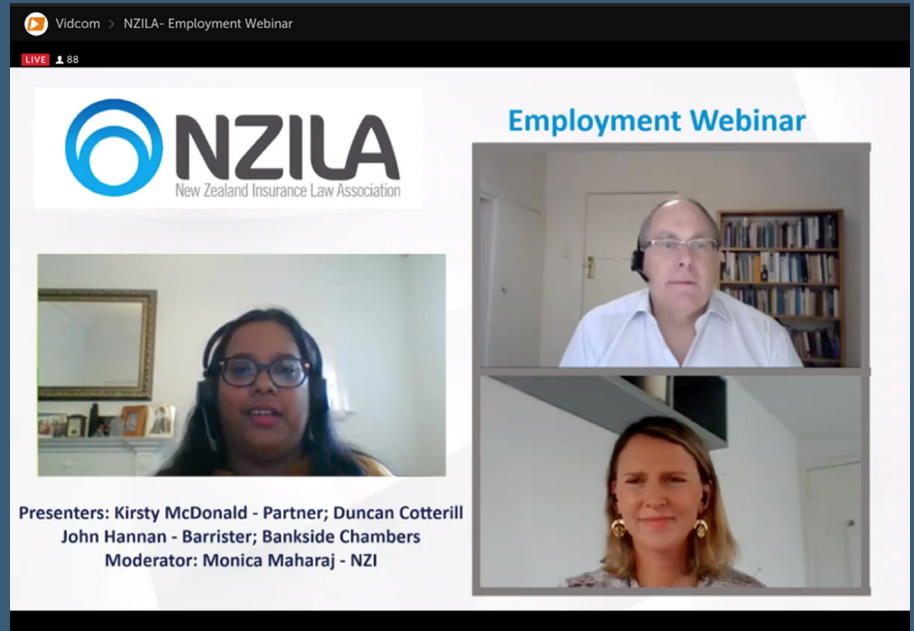 Vidcom > NZILA- Employment Webinar
LIVE 88
NZILA
New Zealand Insurance Law Association
Employment Webinar
Presenters: Kirsty McDonald - Partner; Duncan Cotterill
John Hannan - Barrister; Bankside Chambers
Moderator: Monica Maharaj - NZI